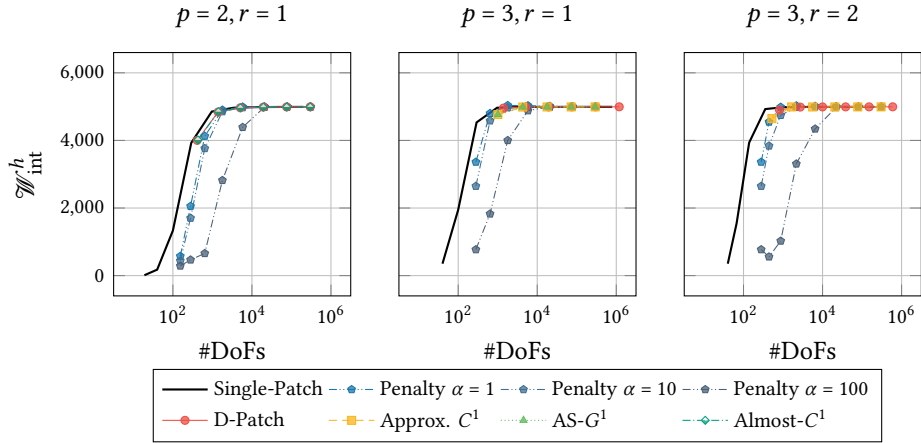 p = 2, r = 1
p = 3, r = 1
p = 3, r = 2
6,000
4,000
2,000
0
𝒲^h_int
10^2 10^4 10^6
10^2 10^4 10^6
10^2 10^4 10^6
#DoFs
#DoFs
#DoFs
Single-Patch Penalty α = 1 Penalty α = 10 Penalty α = 100
D-Patch Approx. C^1 AS-G^1 Almost-C^1